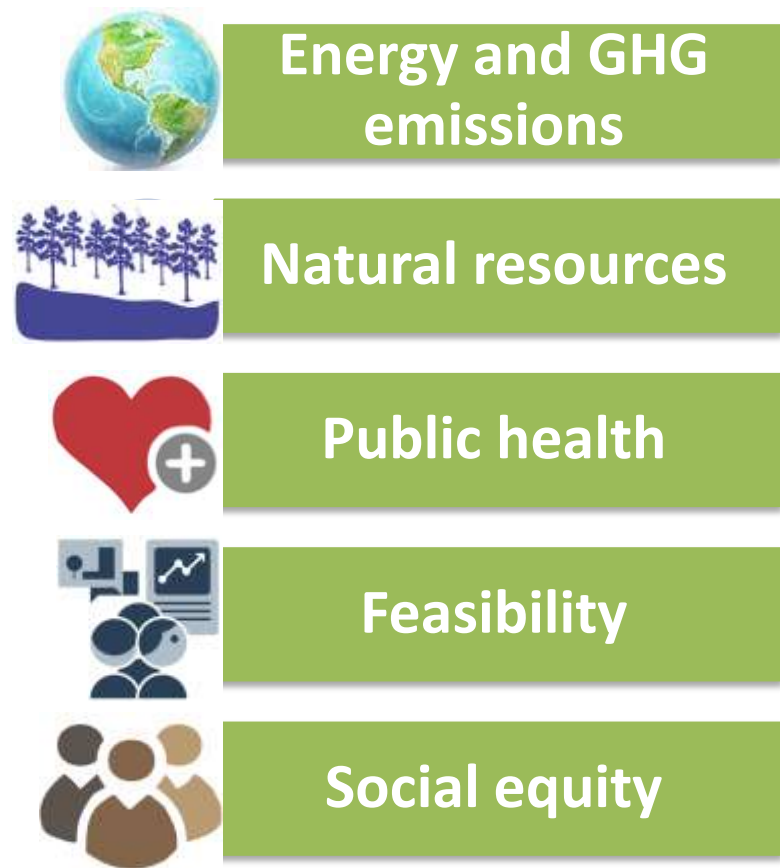 Energy and GHG
emissions
Natural resources
Public health
Feasibility
Social equity